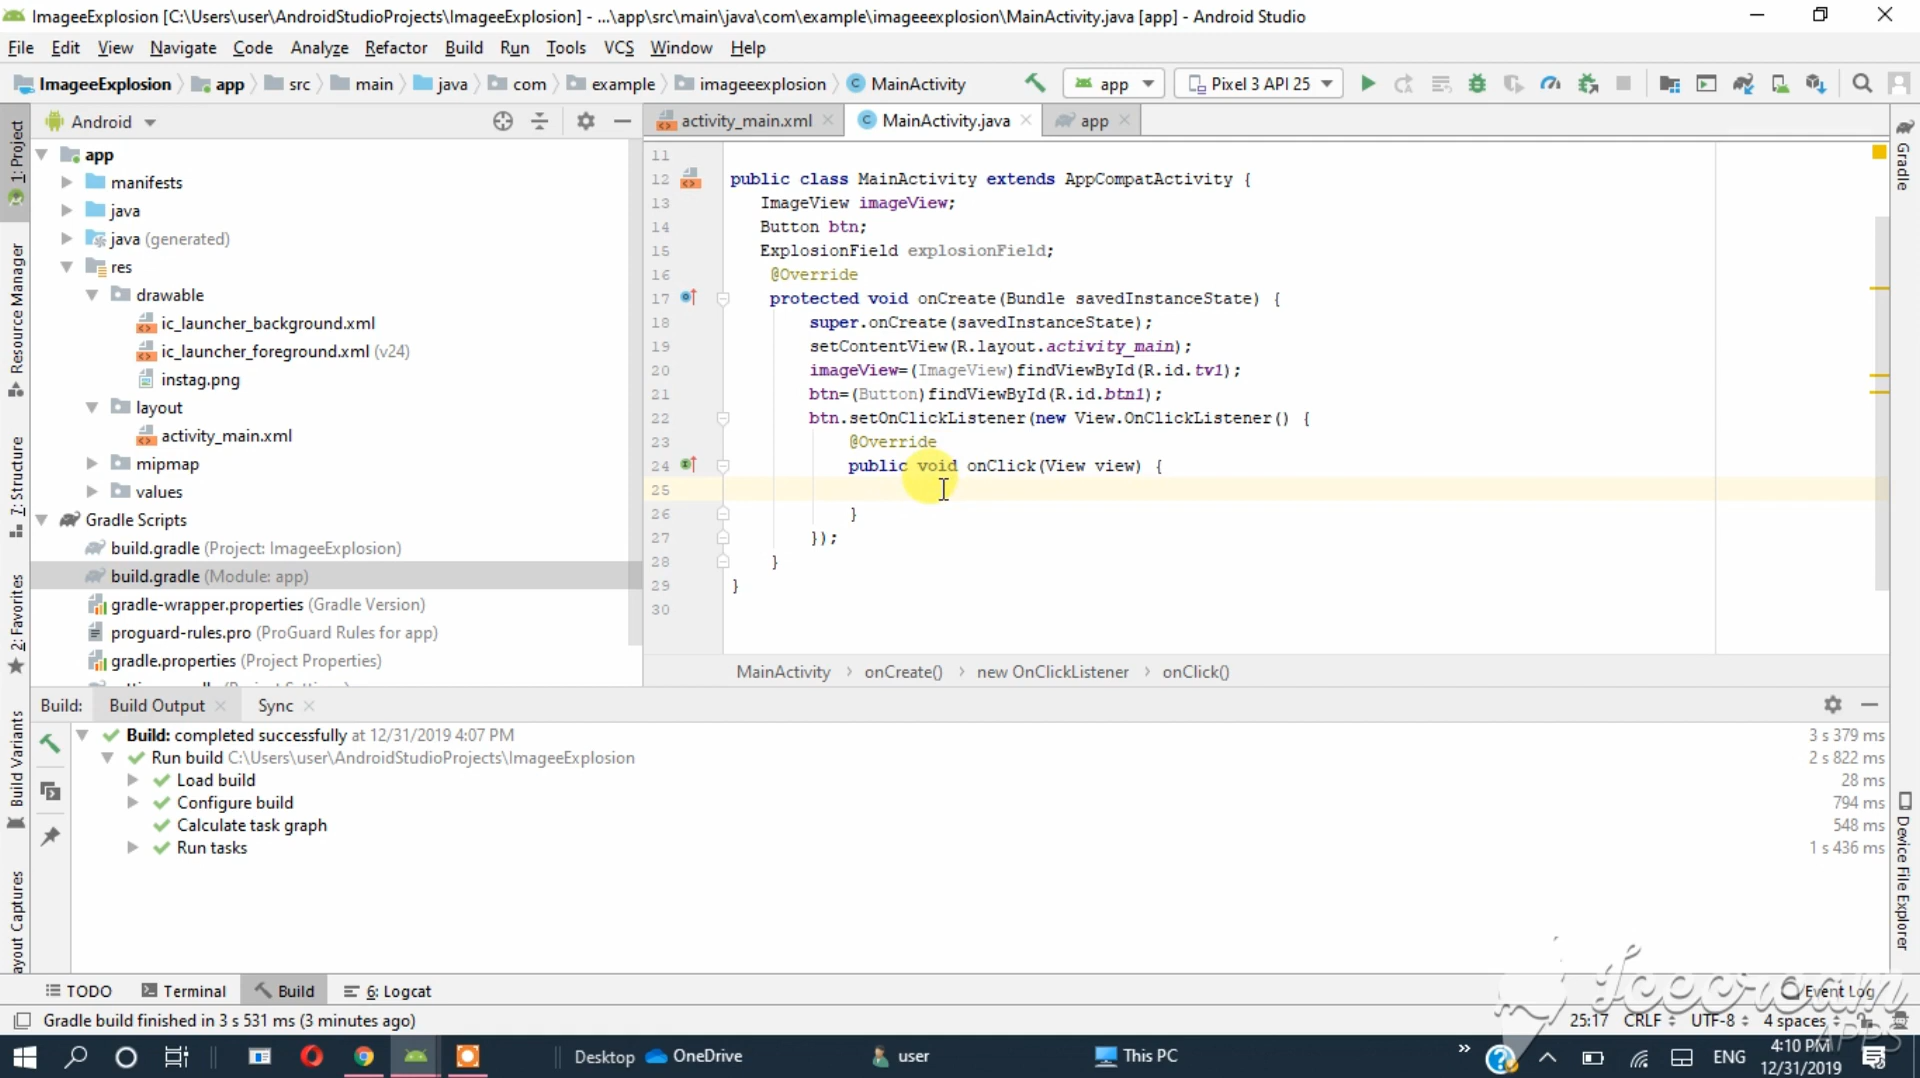 ImageeExplosion [C:\Users\user\AndroidStudioProjects\ImageeExplosion] - ...\app\src\main\java\com\example\imageeexplosion\MainActivity.java [app] - Android Studio
File Edit View Navigate Code Analyze Refactor Build Run Tools VCS Window Help
ImageeExplosion app src main java com example imageeexplosion MainActivity app Pixel 3 API 25
Android
activity_main.xml MainActivity.java app
1: Project
Resource Manager
7: Structure
2: Favorites
Build Variants
ayout Captures
app
manifests
java
java (generated)
res
drawable
ic_launcher_background.xml
ic_launcher_foreground.xml (v24)
instag.png
layout
activity_main.xml
mipmap
values
Gradle Scripts
build.gradle (Project: ImageeExplosion)
build.gradle (Module: app)
gradle-wrapper.properties (Gradle Version)
proguard-rules.pro (ProGuard Rules for app)
gradle.properties (Project Properties)
11
12 public class MainActivity extends AppCompatActivity {
13 ImageView imageView;
14 Button btn;
15 ExplosionField explosionField;
16 @Override
17 protected void onCreate(Bundle savedInstanceState) {
18 super.onCreate(savedInstanceState);
19 setContentView(R.layout.activity_main);
20 imageView=(ImageView)findViewById(R.id.tv1);
21 btn=(Button)findViewById(R.id.btn1);
22 btn.setOnClickListener(new View.OnClickListener() {
23 @Override
24 public void onClick(View view) {
25
26 }
27 });
28 }
29 }
30
MainActivity onCreate() new OnClickListener onClick()
Gradle
Device File Explorer
Build: Build Output Sync
Build: completed successfully at 12/31/2019 4:07 PM 3 s 379 ms
Run build C:\Users\user\AndroidStudioProjects\ImageeExplosion 2 s 822 ms
Load build 28 ms
Configure build 794 ms
Calculate task graph 548 ms
Run tasks 1 s 436 ms
TODO Terminal Build 6: Logcat Event Log
Icecream
APPS
Gradle build finished in 3 s 531 ms (3 minutes ago) 25:17 CRLF UTF-8 4 spaces
Desktop OneDrive user This PC » ENG 4:10 PM
12/31/2019